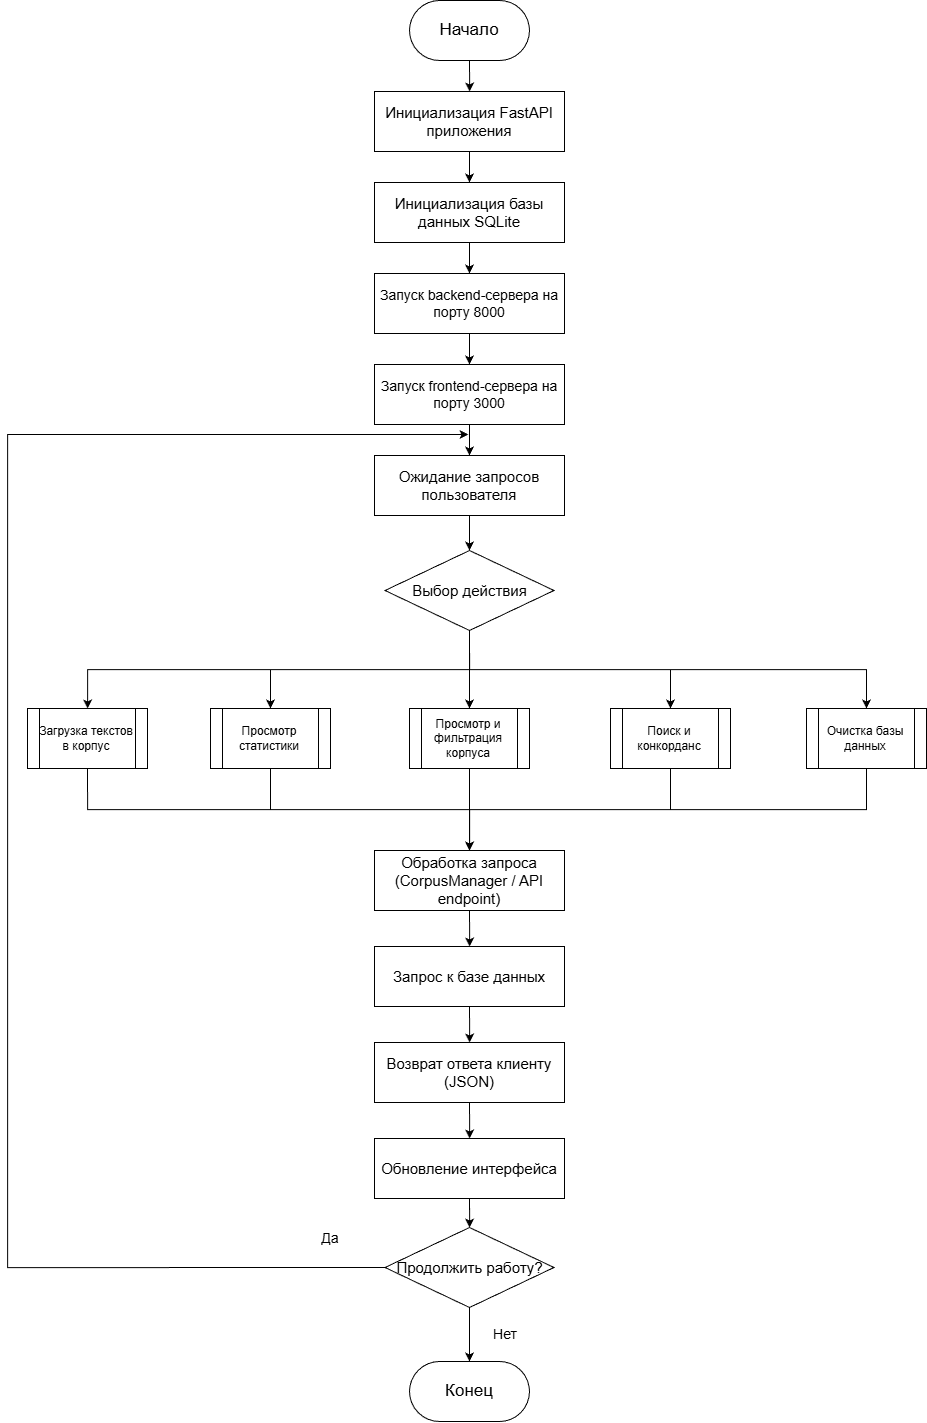 Начало
Инициализация FastAPI
приложения
Инициализация базы
данных SQLite
Запуск backend-сервера на
порту 8000
Запуск frontend-сервера на
порту 3000
Ожидание запросов
пользователя
Выбор действия
Загрузка текстов
в корпус
Просмотр
статистики
Просмотр и
фильтрация
корпуса
Поиск и
конкорданс
Очистка базы
данных
Обработка запроса
(CorpusManager / API
endpoint)
Запрос к базе данных
Возврат ответа клиенту
(JSON)
Обновление интерфейса
Да
Продолжить работу?
Нет
Конец